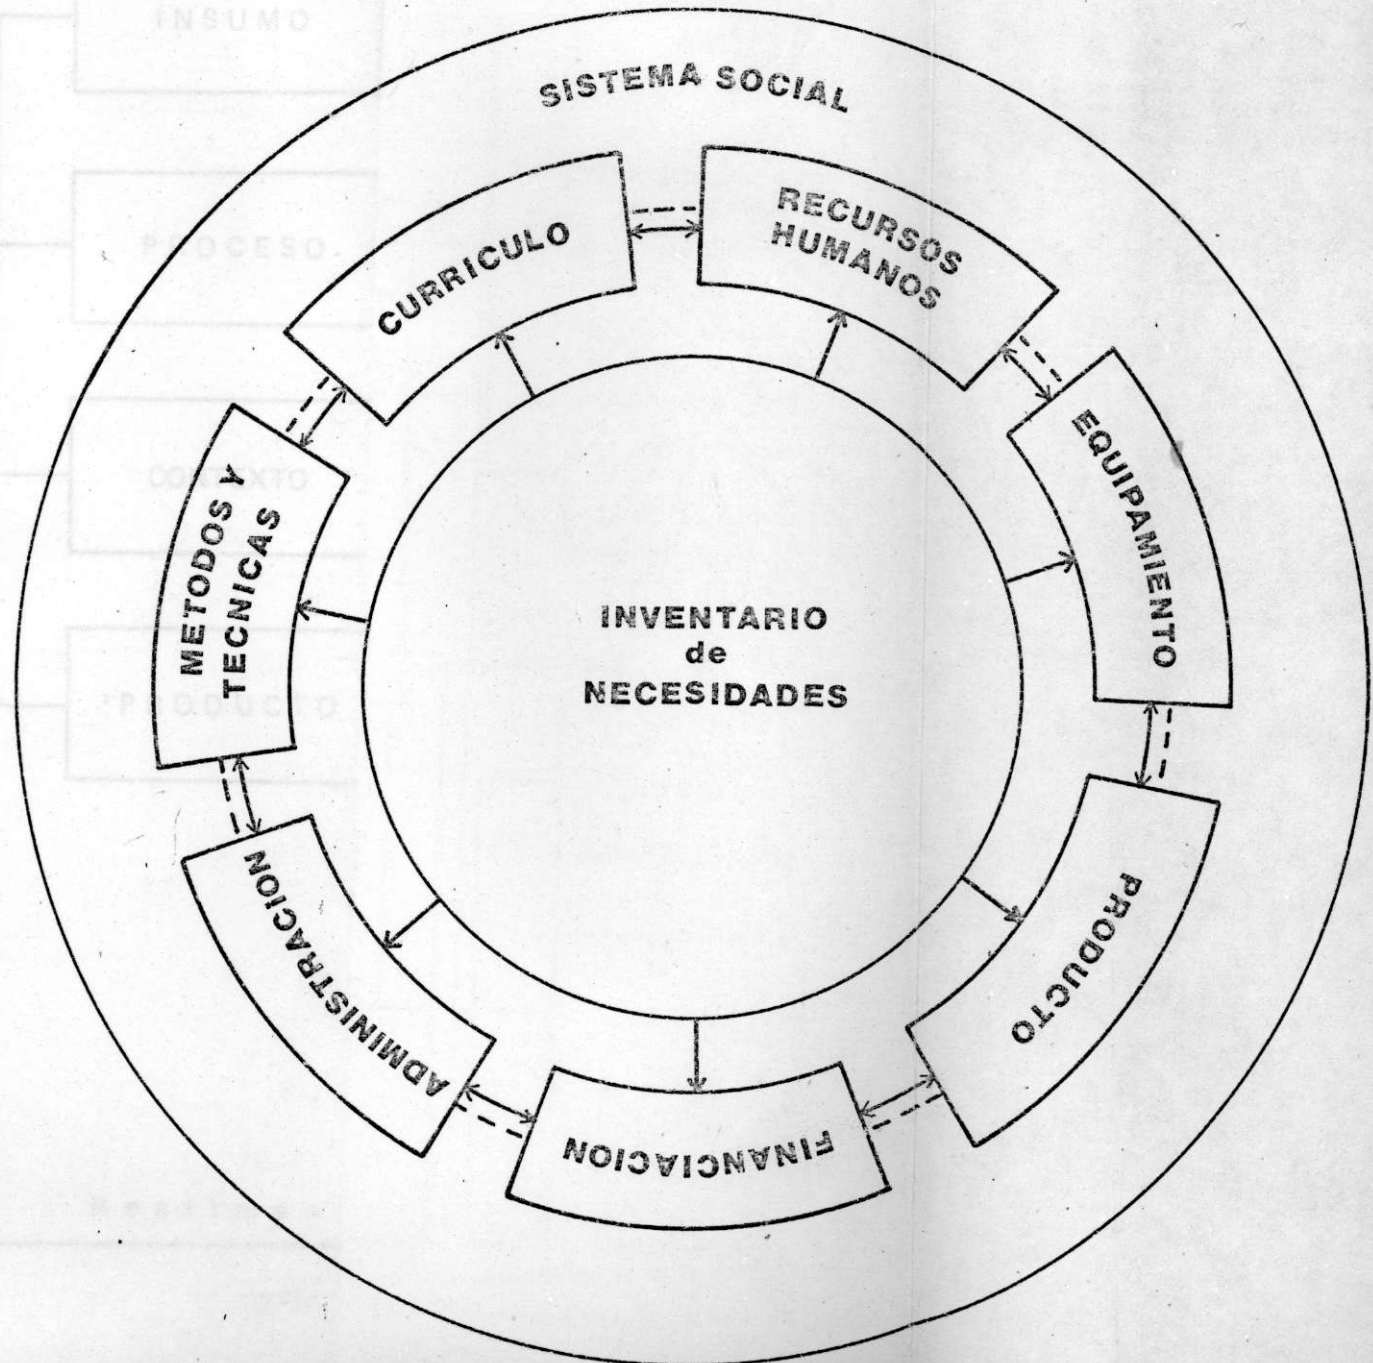 INSUMO
PROCESO
CONTEXTO
PRODUCTO
SISTEMA SOCIAL
CURRICULO
RECURSOS
HUMANOS
EQUIPAMIENTO
PRODUCTO
FINANCIACION
ADMINISTRACION
METODOS Y
TECNICAS
INVENTARIO
de
NECESIDADES